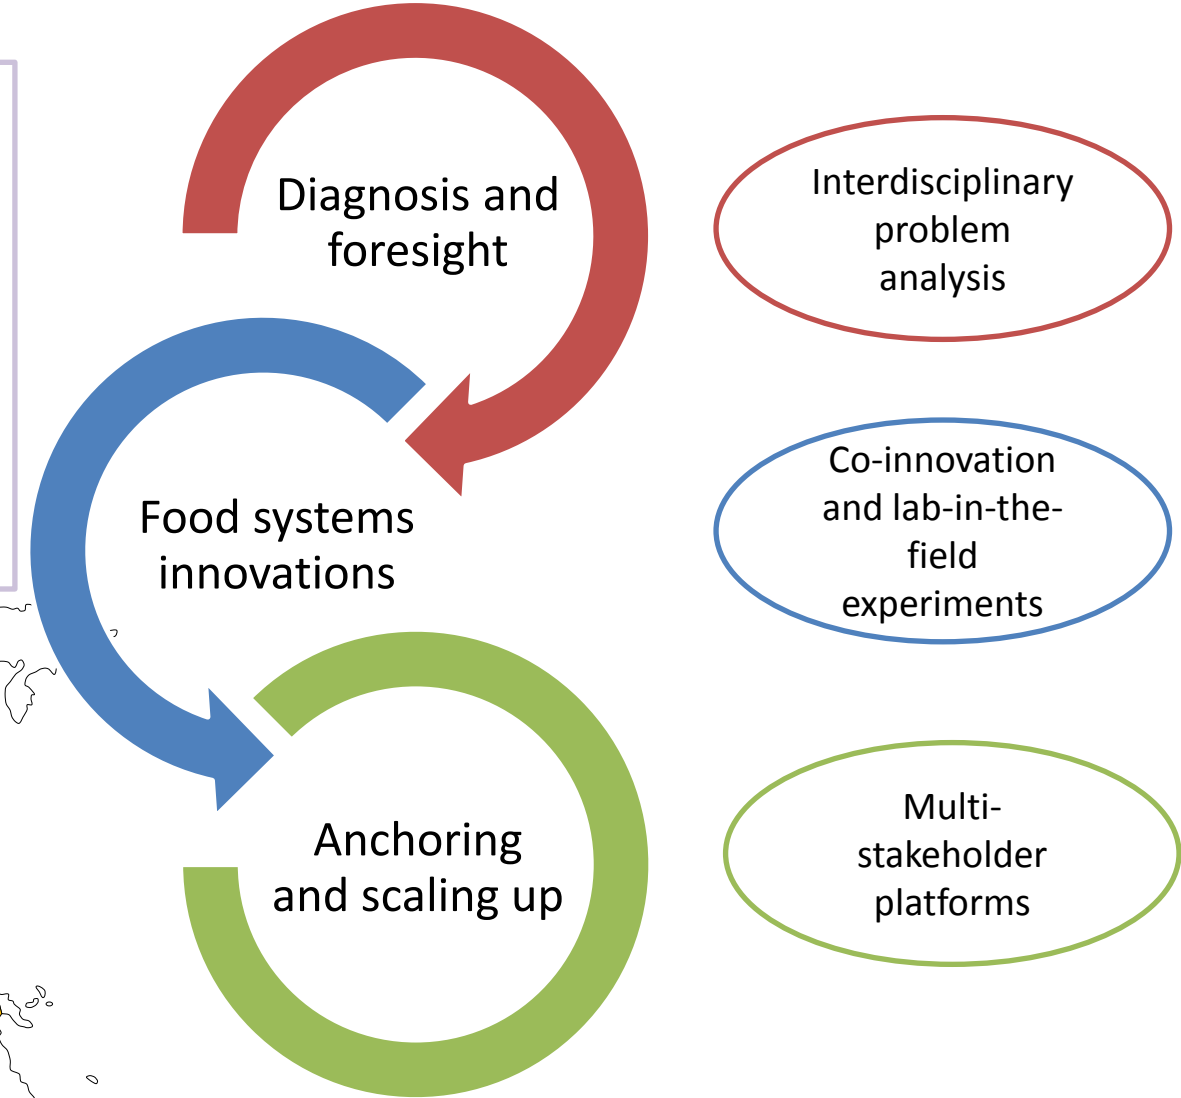 Diagnosis and
foresight
Interdisciplinary
problem
analysis
Food systems
innovations
Co-innovation
and lab-in-the-
field
experiments
Anchoring
and scaling up
Multi-
stakeholder
platforms